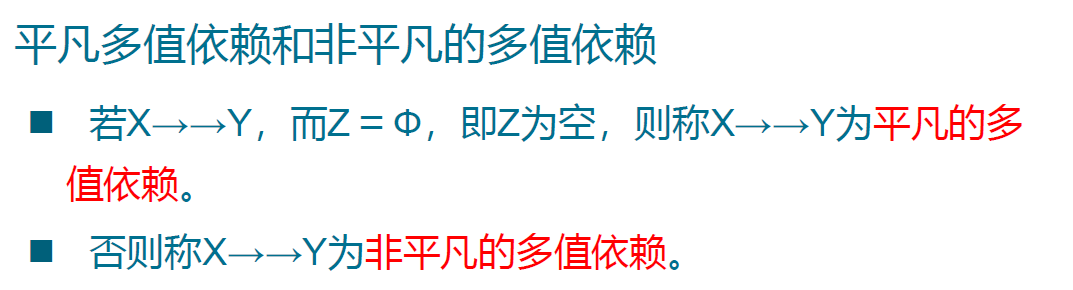 平凡多值依赖和非平凡的多值依赖
■ 若X→→Y，而Z＝Φ，即Z为空，则称X→→Y为平凡的多
值依赖。
■ 否则称X→→Y为非平凡的多值依赖。